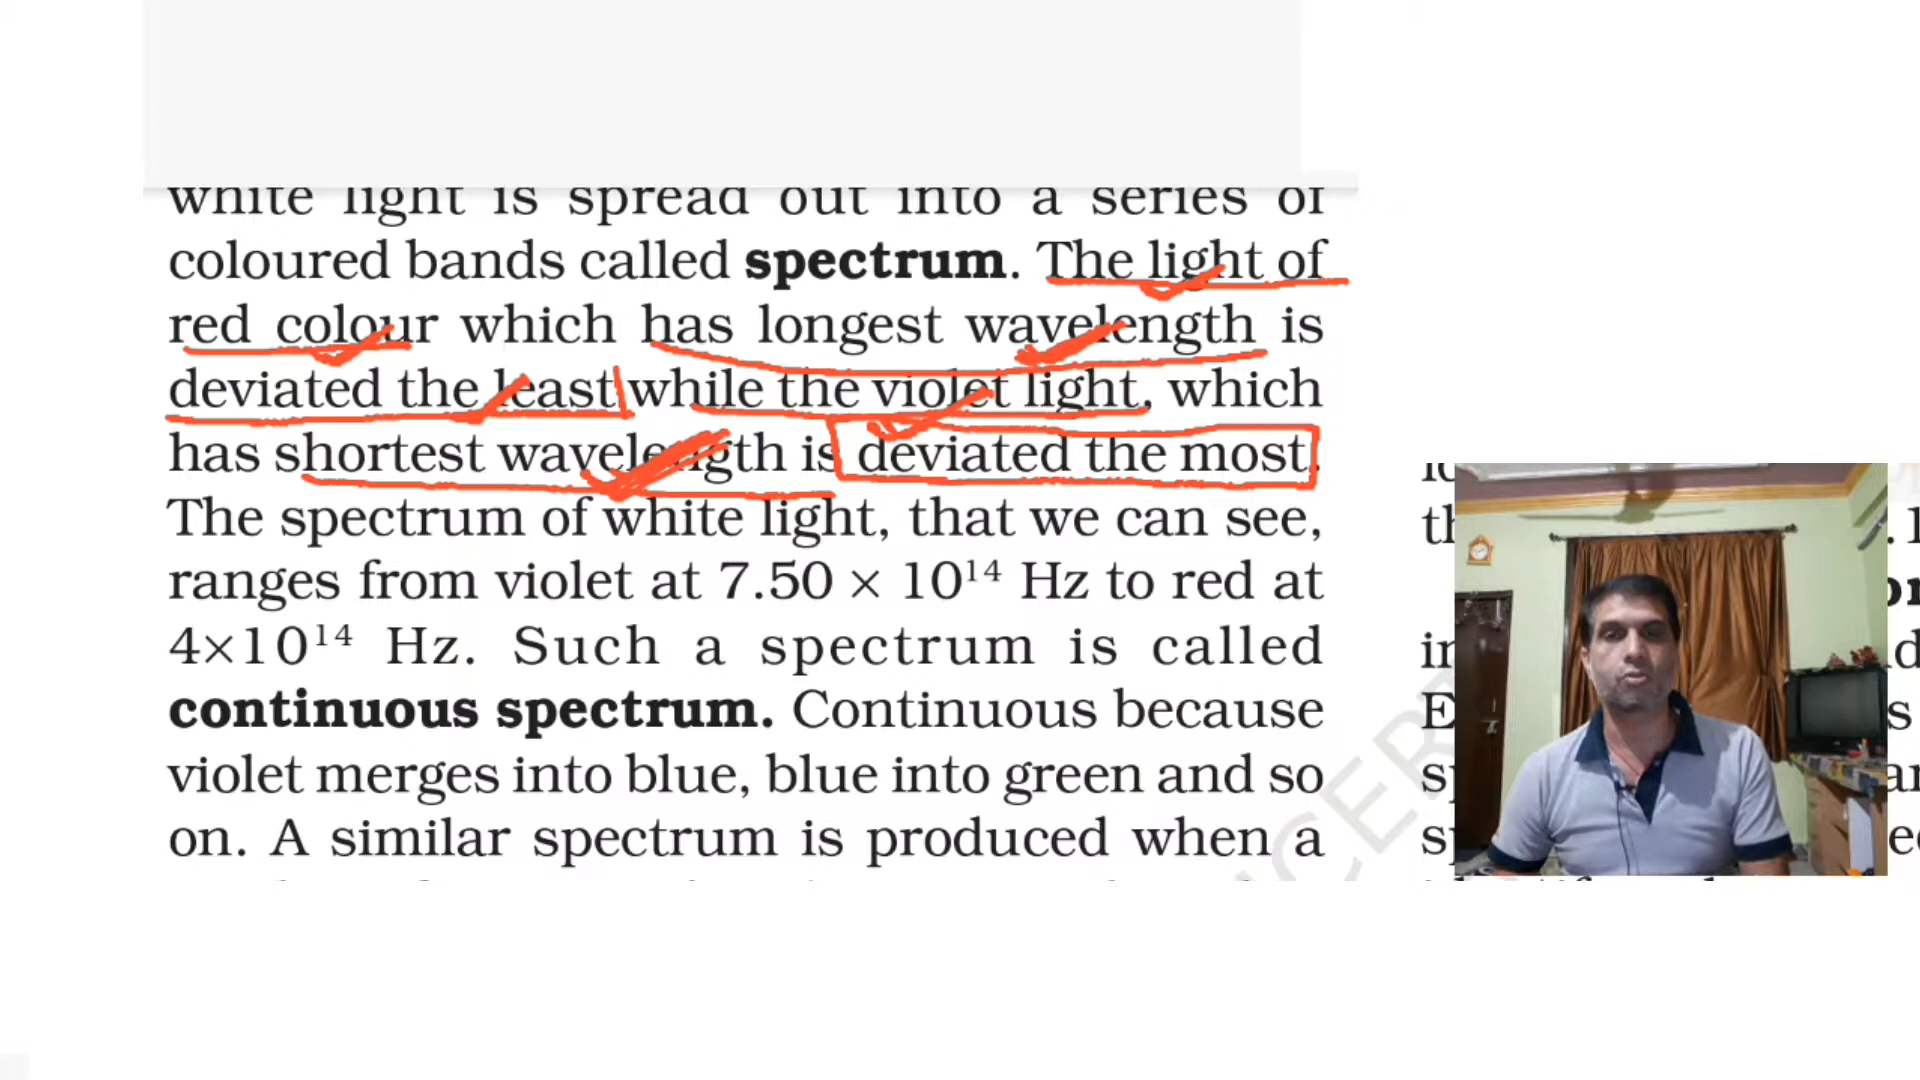 white light is spread out into a series of
coloured bands called spectrum. The light of
red colour which has longest wavelength is
deviated the least while the violet light, which
has shortest wavelength is deviated the most.
The spectrum of white light, that we can see,
ranges from violet at 7.50 × 10¹⁴ Hz to red at
4×10¹⁴ Hz. Such a spectrum is called
continuous spectrum. Continuous because
violet merges into blue, blue into green and so
on. A similar spectrum is produced when a